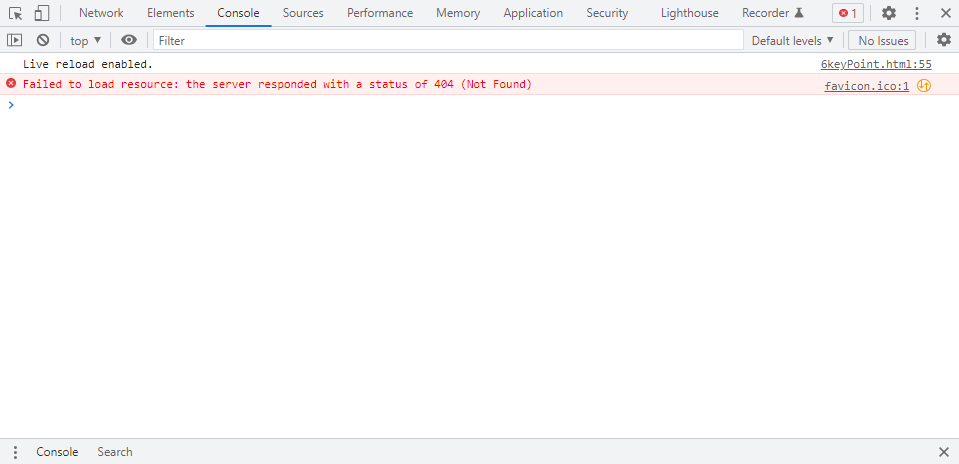 Network Elements Console Sources Performance Memory Application Security Lighthouse Recorder 1
top Filter Default levels No Issues
Live reload enabled. 6keyPoint.html:55
Failed to load resource: the server responded with a status of 404 (Not Found) favicon.ico:1
Console Search